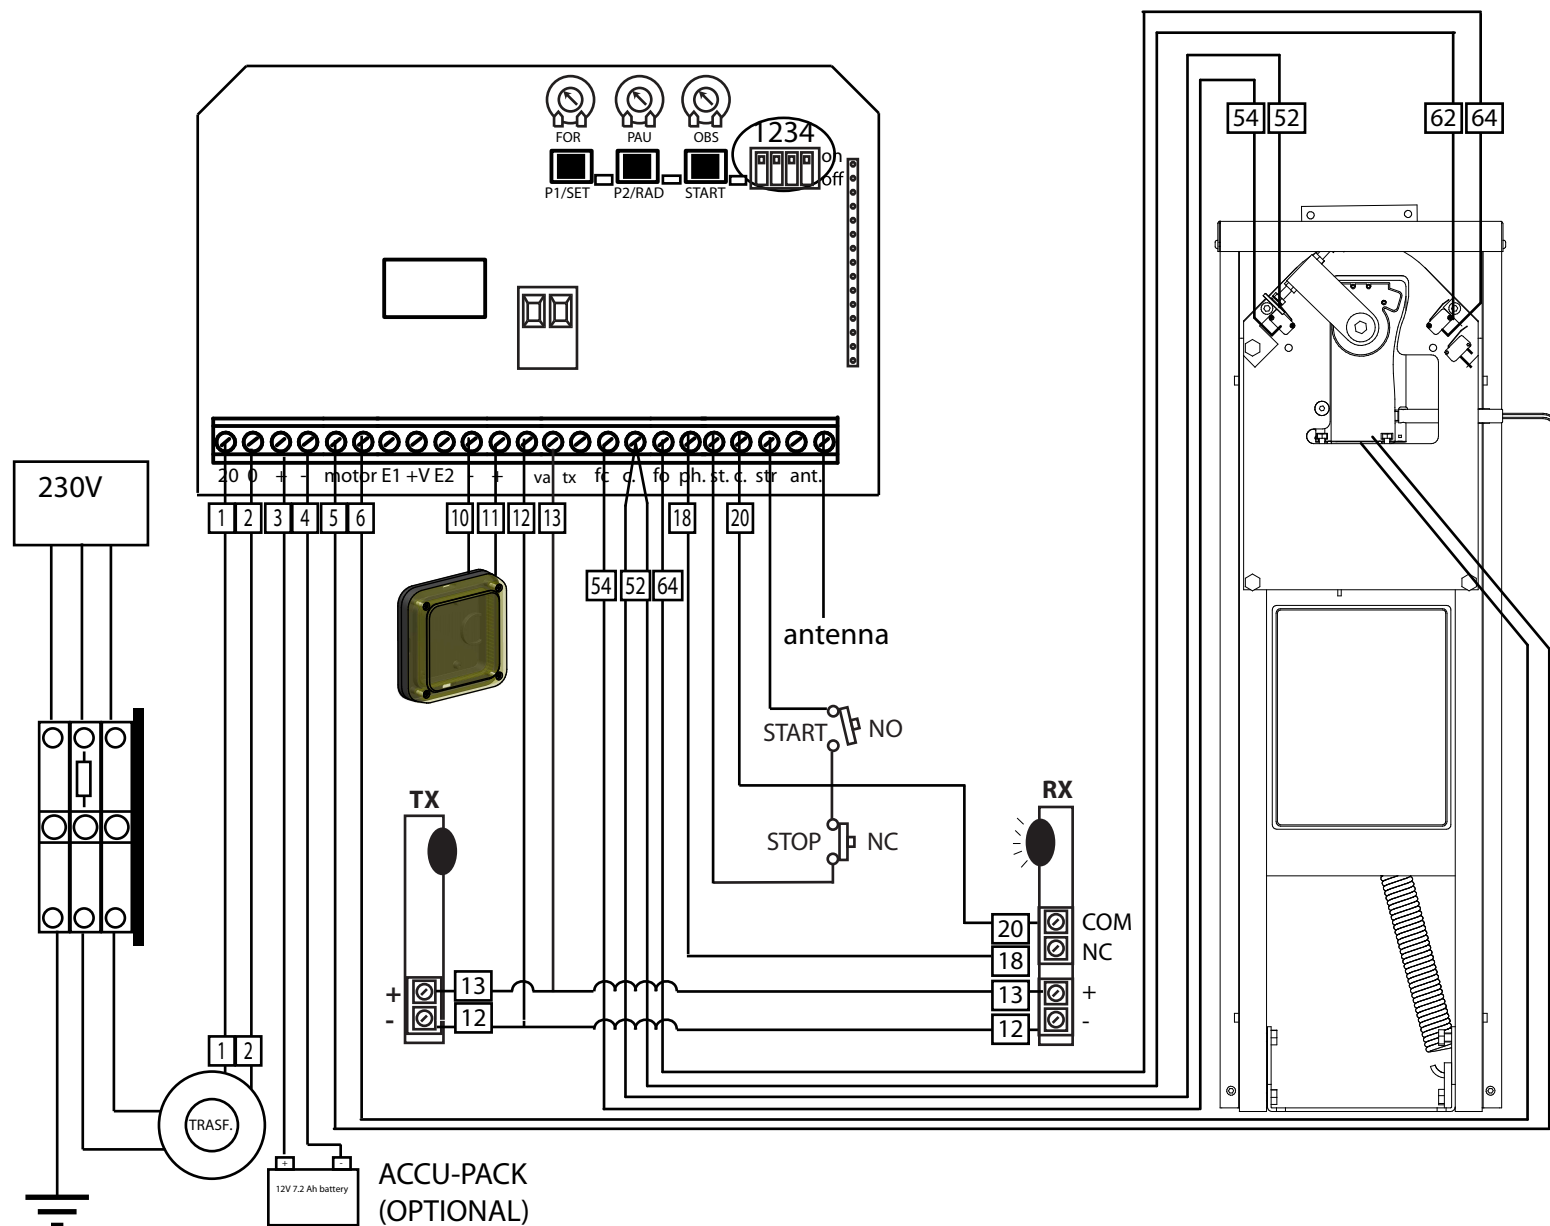 54 52 62 64
1234
FOR PAU OBS
on
off
P1/SET P2/RAD START
20 0 + - motor E1 +V E2 - + va tx fc c. fo ph. st. c. str ant.
230V
1 2 3 4 5 6 10 11 12 13 18 20
54 52 64
antenna
START NO
TX
RX
STOP NC
20 COM
18 NC
+ 13 13 +
- 12 12 -
1 2
TRASF.
+ -
12V 7.2 Ah battery
ACCU-PACK
(OPTIONAL)